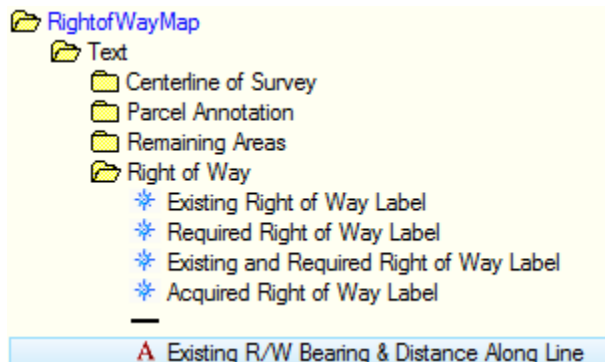 RightofWayMap
Text
Centerline of Survey
Parcel Annotation
Remaining Areas
Right of Way
Existing Right of Way Label
Required Right of Way Label
Existing and Required Right of Way Label
Acquired Right of Way Label
A Existing R/W Bearing & Distance Along Line